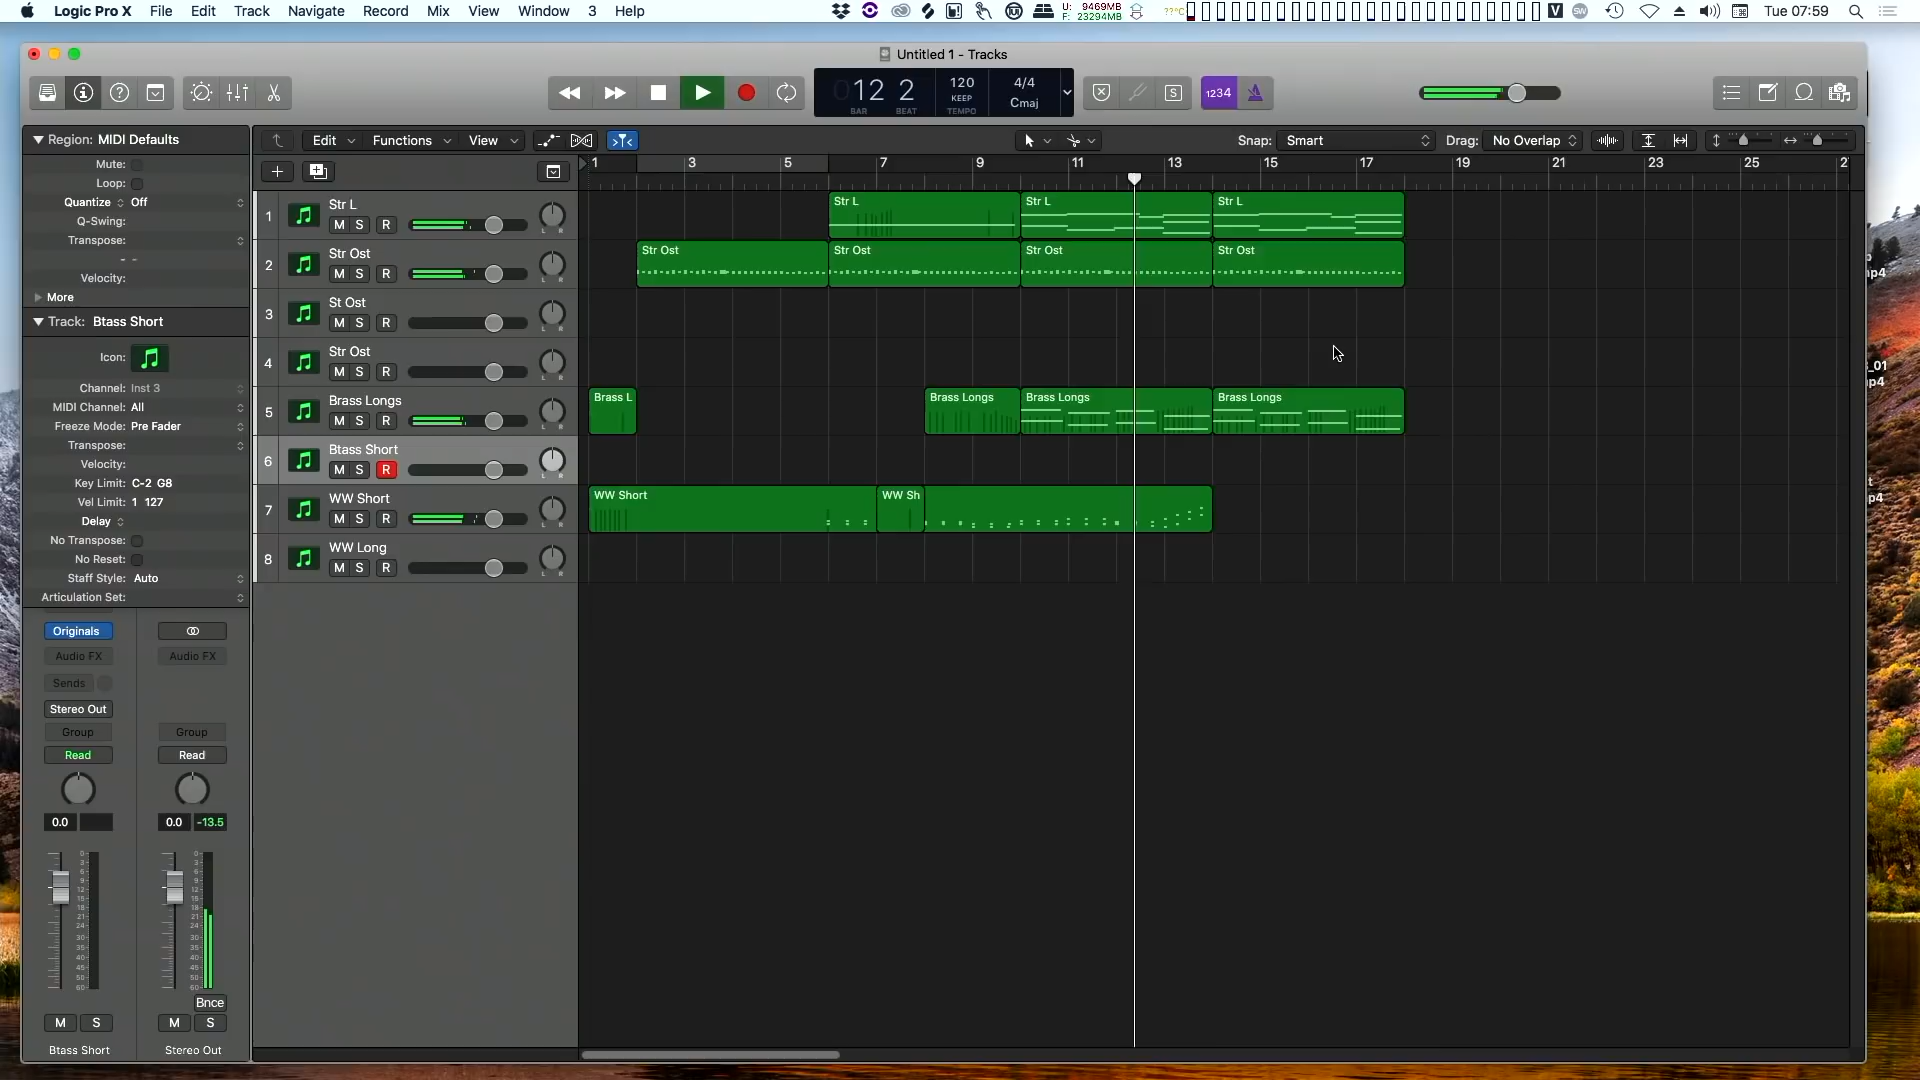 Logic Pro X File Edit Track Navigate Record Mix View Window 3 Help U: 9469MB F: 23294MB ???°C Tue 07:59
Untitled 1 - Tracks
12 2 120 4/4 1234
KEEP Cmaj
BAR BEAT TEMPO
Region: MIDI Defaults
Edit Functions View Snap: Smart Drag: No Overlap
1 3 5 7 9 11 13 15 17 19 21 23 25 2
Mute:
Loop:
Quantize Off
Q-Swing:
Transpose:
Velocity:
More
Track: Btass Short
Icon:
Channel: Inst 3
MIDI Channel: All
Freeze Mode: Pre Fader
Transpose:
Velocity:
Key Limit: C-2 G8
Vel Limit: 1 127
Delay
No Transpose:
No Reset:
Staff Style: Auto
Articulation Set:
1 Str L
M S R
2 Str Ost
M S R
3 St Ost
M S R
4 Str Ost
M S R
5 Brass Longs
M S R
6 Btass Short
M S R
7 WW Short
M S R
8 WW Long
M S R
Str L Str L Str L
Str Ost Str Ost Str Ost Str Ost
Brass L Brass Longs Brass Longs Brass Longs
WW Short WW Sh
Originals
Audio FX Audio FX
Sends
Stereo Out
Group Group
Read Read
0.0 0.0 -13.5
Bnce
M S M S
Btass Short Stereo Out
_01
p4
t
p4
p
p4